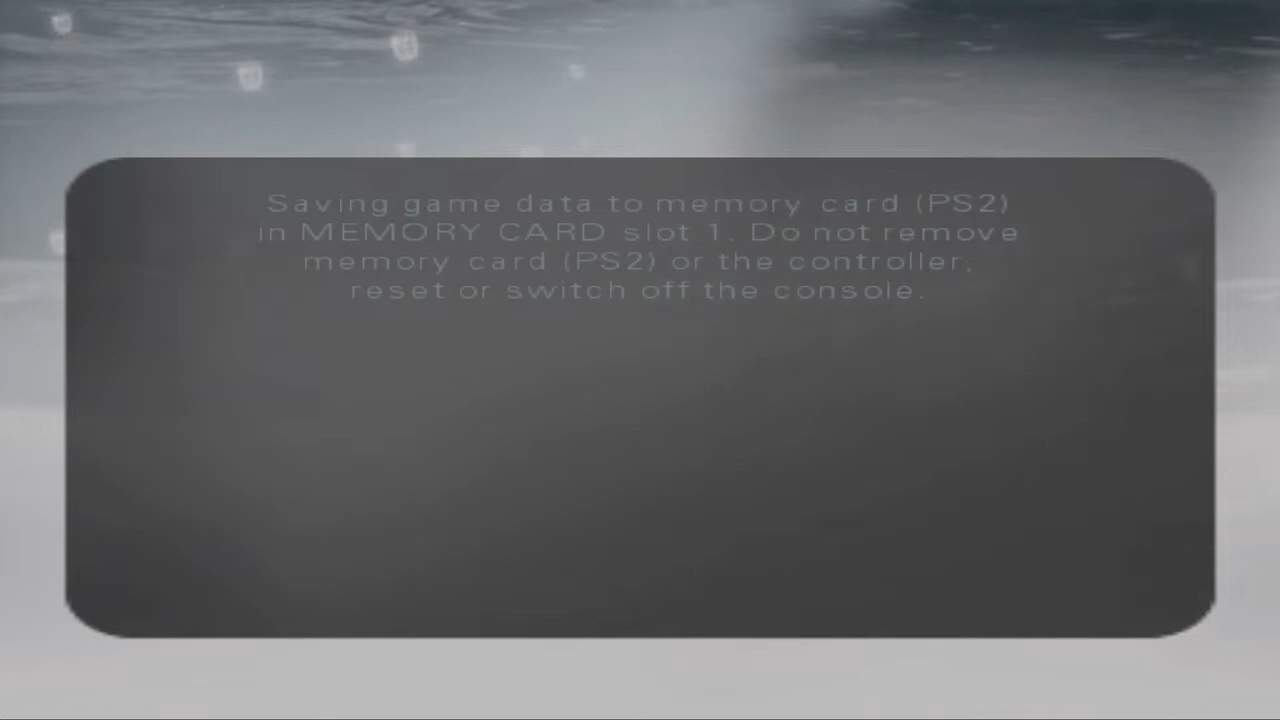 Saving game data to memory card (PS2)
in MEMORY CARD slot 1. Do not remove
memory card (PS2) or the controller,
reset or switch off the console.